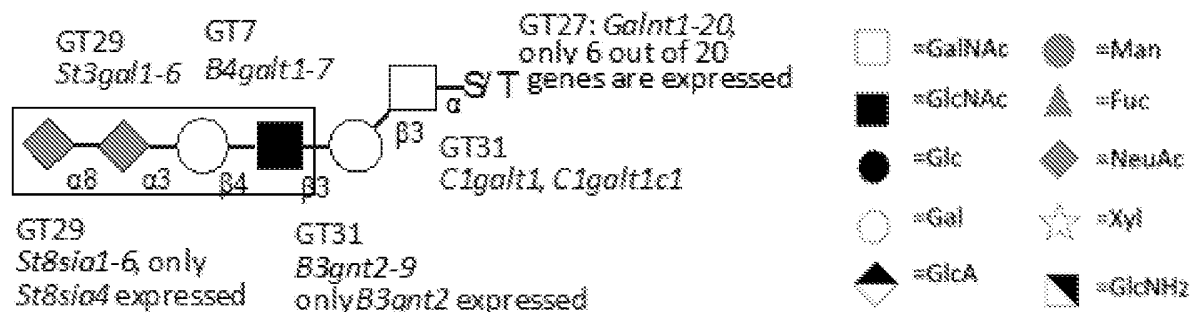 GT29
St3gal1-6
GT7
B4galt1-7
GT27: Galnt1-20,
only 6 out of 20
genes are expressed
S/T
α
β3
GT31
C1galt1, C1galt1c1
α8
α3
β4
β3
GT29
St8sia1-6, only
St8sia4 expressed
GT31
B3gnt2-9
only B3gnt2 expressed
=GalNAc
=GlcNAc
=Glc
=Gal
=GlcA
=Man
=Fuc
=NeuAc
=Xyl
=GlcNH2